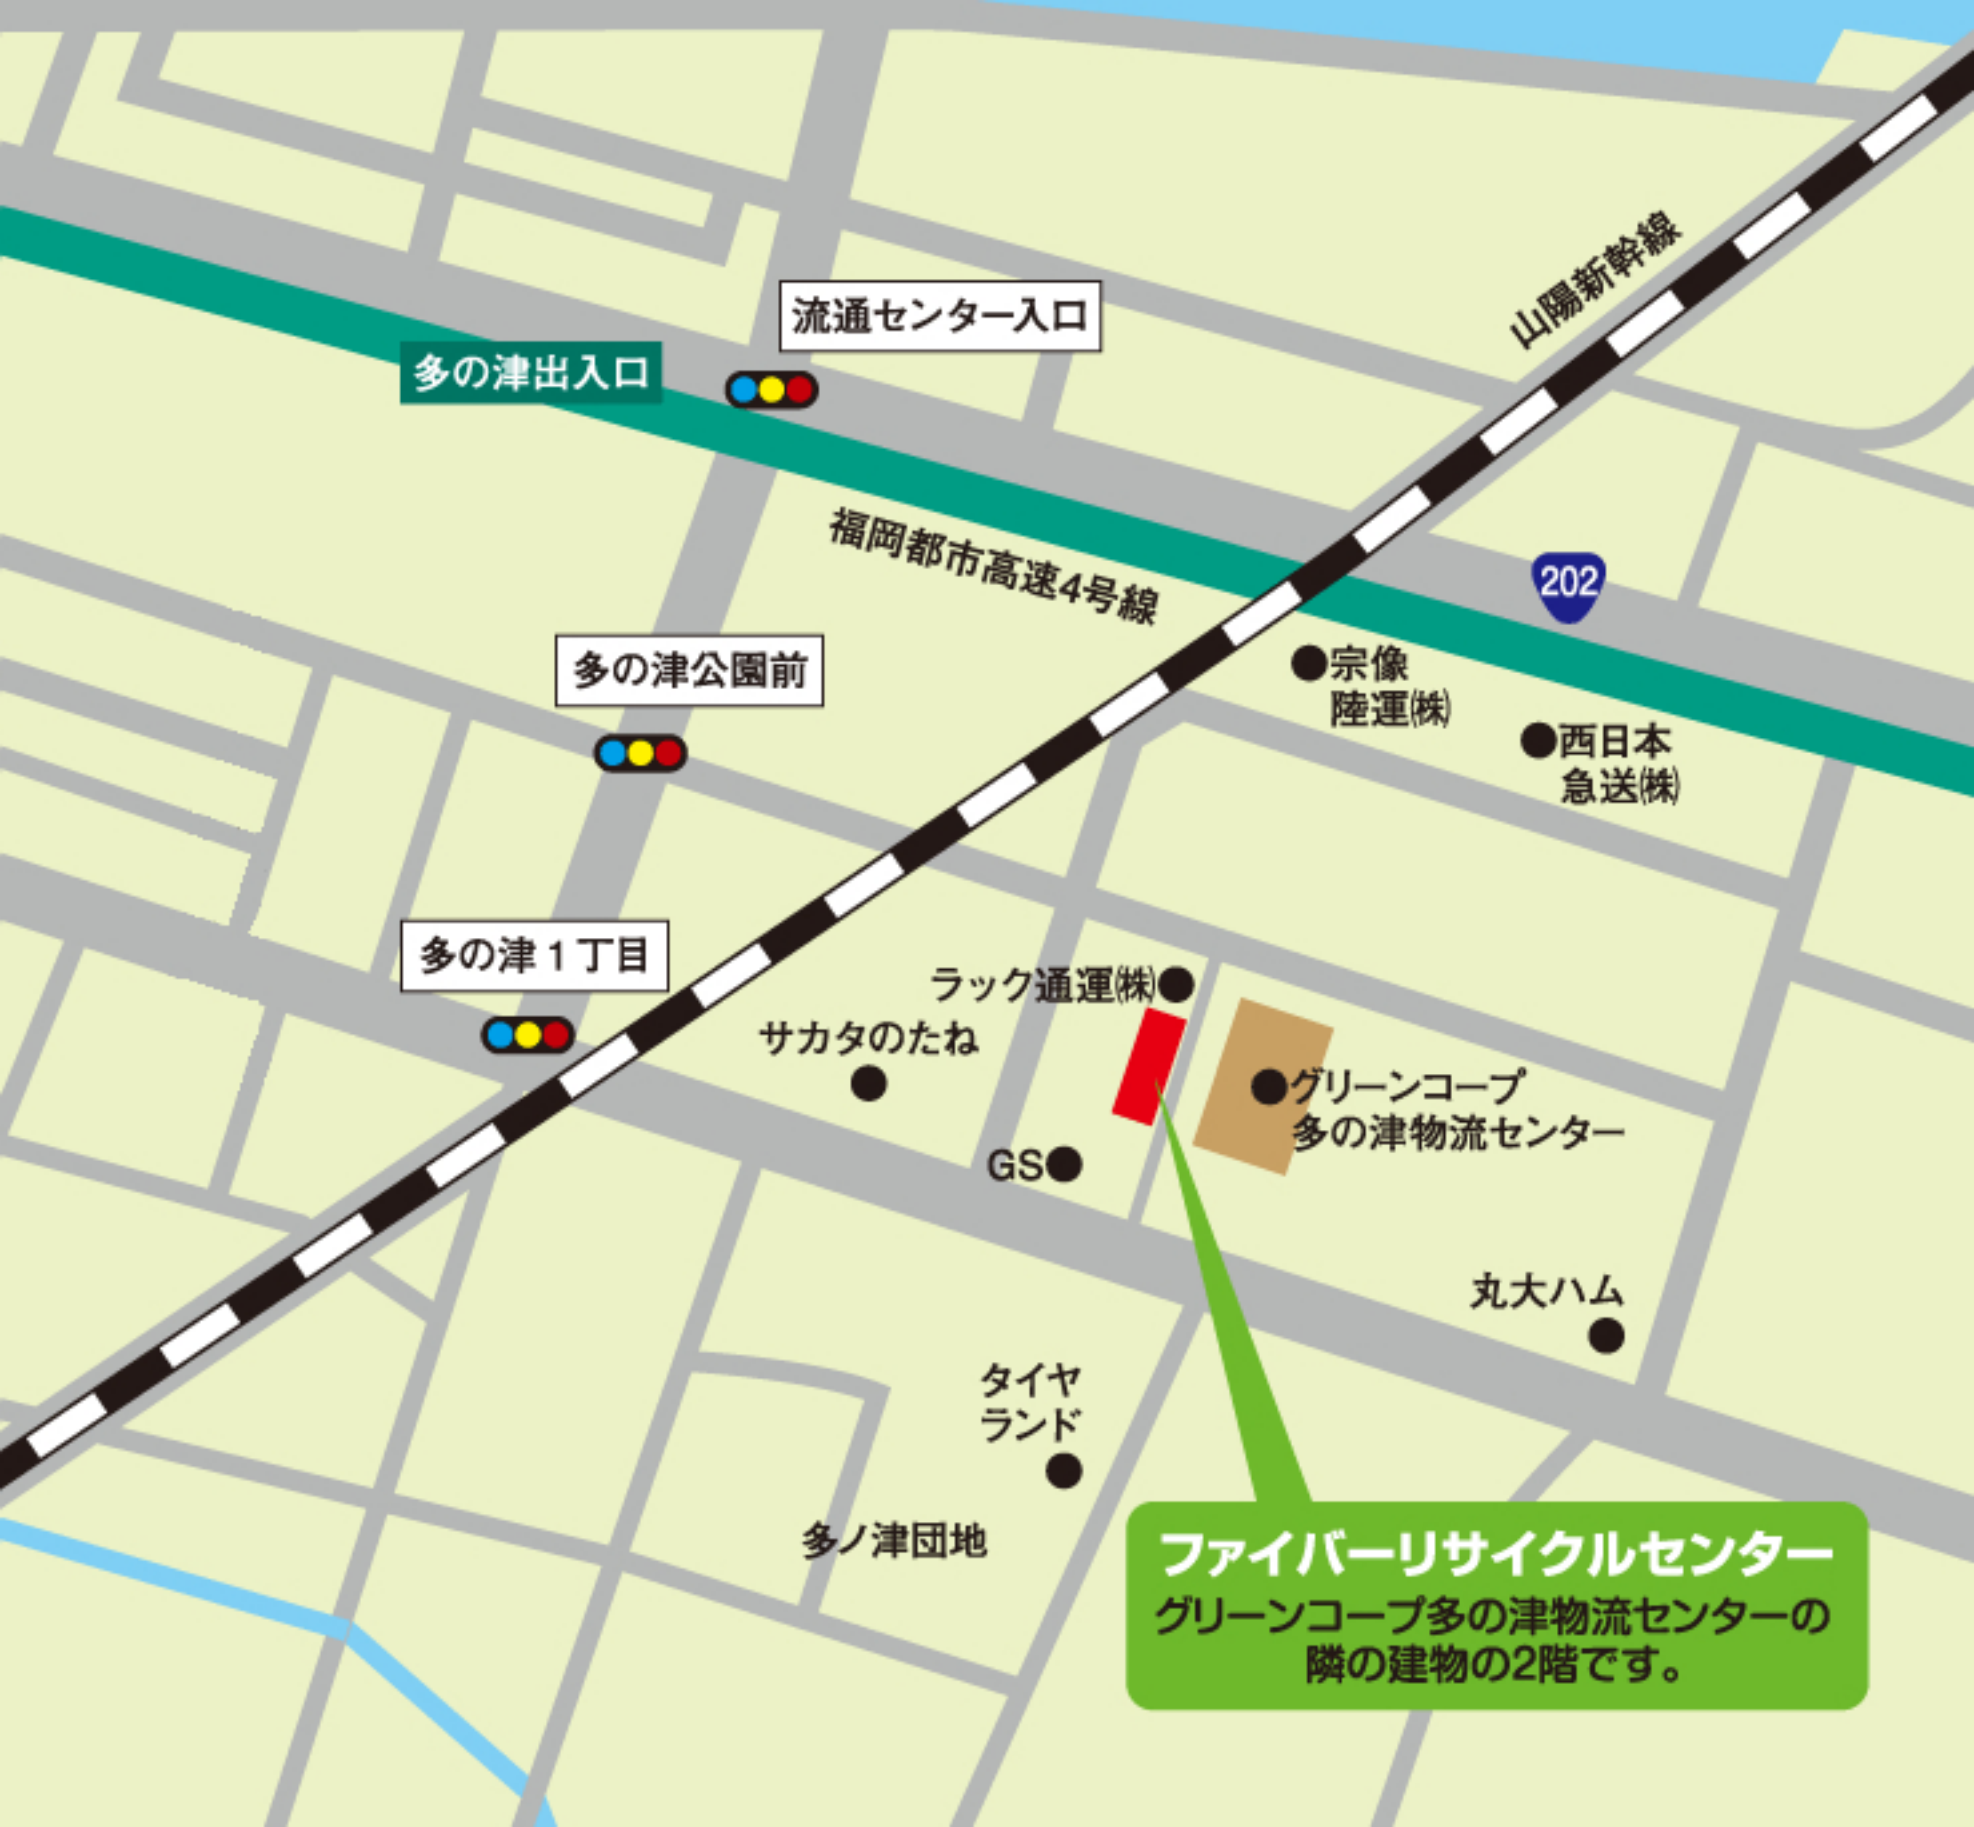 山陽新幹線
流通センター入口
多の津出入口
福岡都市高速4号線
202
多の津公園前
宗像
陸運㈱
西日本
急送㈱
多の津1丁目
ラック通運㈱
サカタのたね
グリーンコープ
多の津物流センター
GS
丸大ハム
タイヤ
ランド
多ノ津団地
ファイバーリサイクルセンター
グリーンコープ多の津物流センターの
隣の建物の2階です。